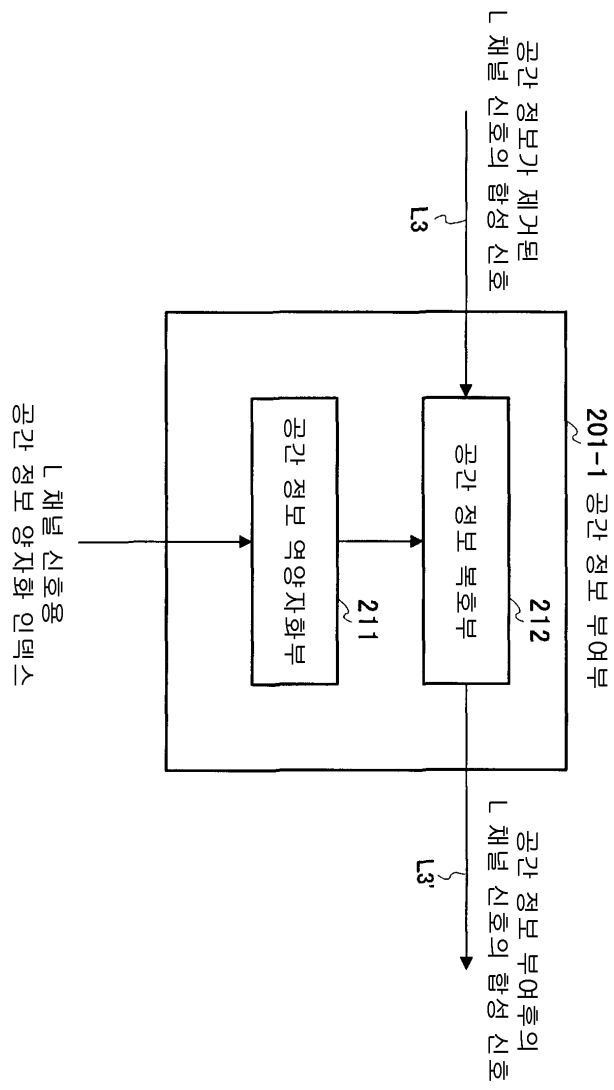 201-1 공간 정보 부여부
공간 정보가 제거된
L 채널 신호의 합성 신호
L3
212
공간 정보 복호부
공간 정보 부여후의
L 채널 신호의 합성 신호
L3'
211
공간 정보 역양자화부
L 채널 신호용
공간 정보 양자화 인덱스